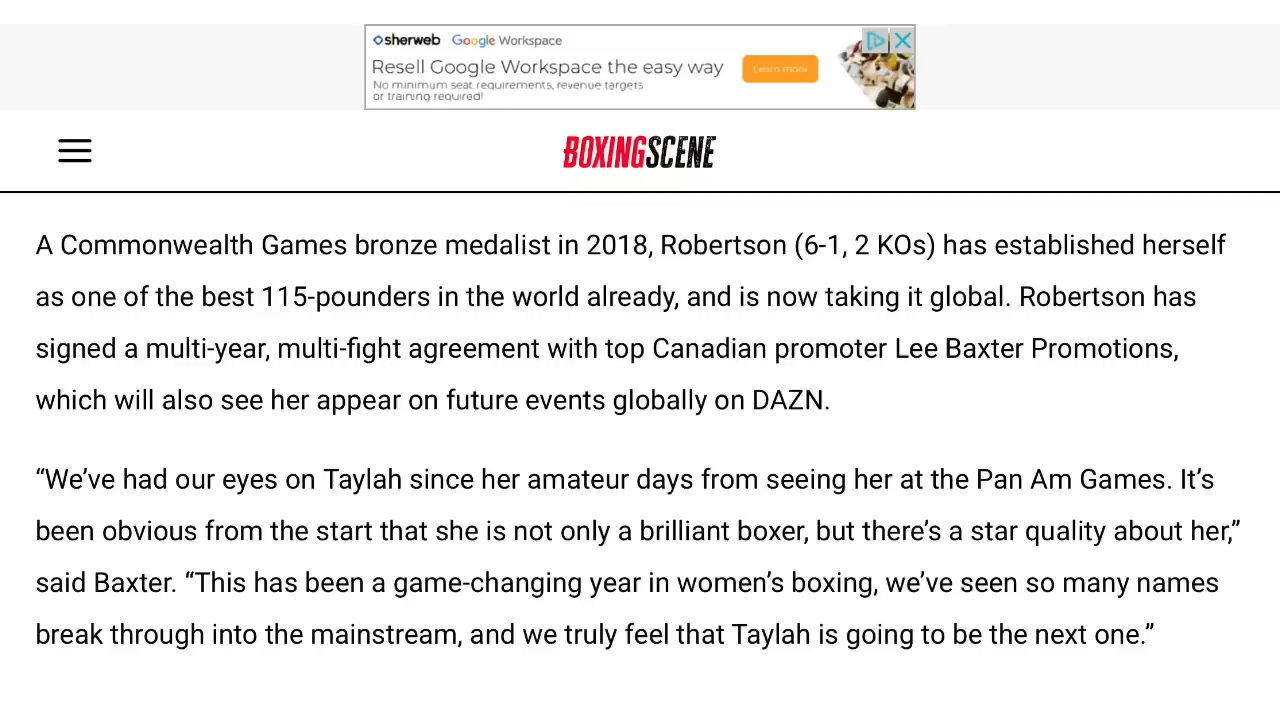 sherweb Google Workspace
Resell Google Workspace the easy way
No minimum seat requirements, revenue targets
or training required!
Learn more
BOXINGSCENE
A Commonwealth Games bronze medalist in 2018, Robertson (6-1, 2 KOs) has established herself
as one of the best 115-pounders in the world already, and is now taking it global. Robertson has
signed a multi-year, multi-fight agreement with top Canadian promoter Lee Baxter Promotions,
which will also see her appear on future events globally on DAZN.
“We’ve had our eyes on Taylah since her amateur days from seeing her at the Pan Am Games. It’s
been obvious from the start that she is not only a brilliant boxer, but there’s a star quality about her,”
said Baxter. “This has been a game-changing year in women’s boxing, we’ve seen so many names
break through into the mainstream, and we truly feel that Taylah is going to be the next one.”